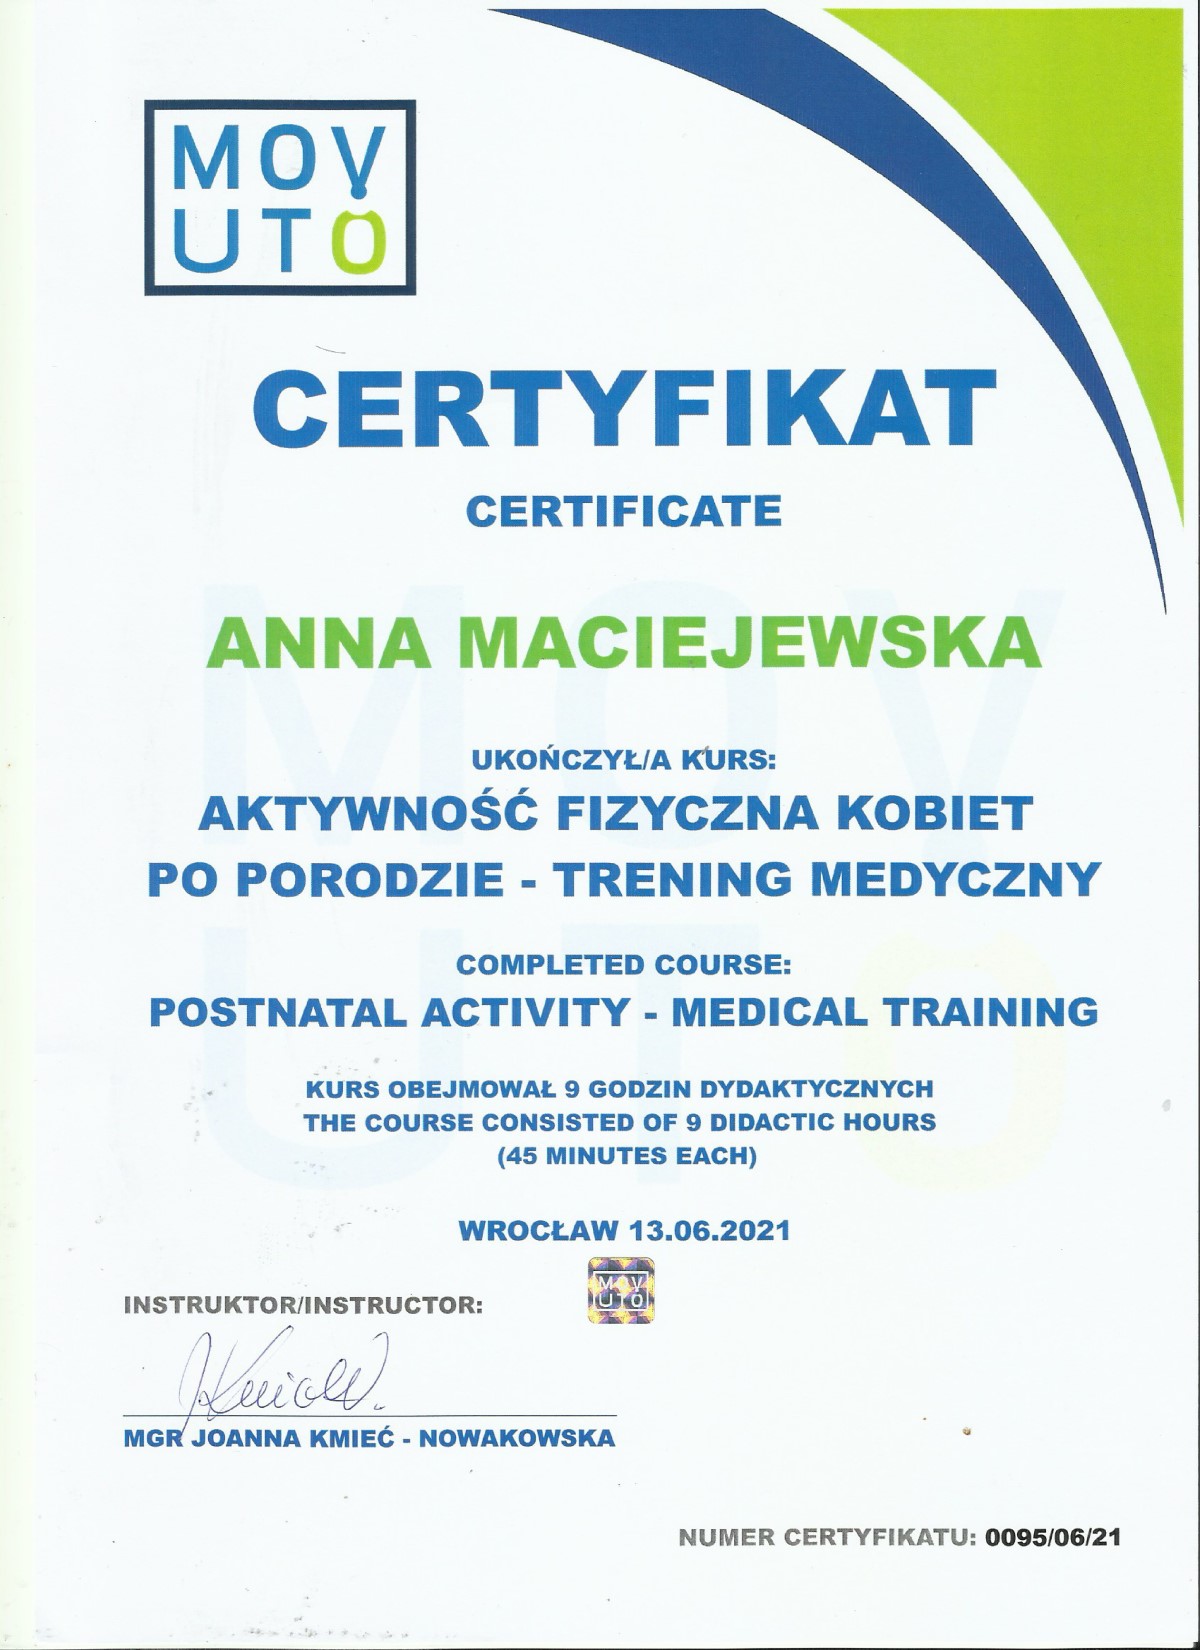 MOV
UTO
CERTYFIKAT
CERTIFICATE
ANNA MACIEJEWSKA
UKOŃCZYŁ/A KURS:
AKTYWNOŚĆ FIZYCZNA KOBIET
PO PORODZIE - TRENING MEDYCZNY
COMPLETED COURSE:
POSTNATAL ACTIVITY - MEDICAL TRAINING
KURS OBEJMOWAŁ 9 GODZIN DYDAKTYCZNYCH
THE COURSE CONSISTED OF 9 DIDACTIC HOURS
(45 MINUTES EACH)
WROCŁAW 13.06.2021
MOV
UTO
INSTRUKTOR/INSTRUCTOR:
MGR JOANNA KMIEĆ - NOWAKOWSKA
NUMER CERTYFIKATU: 0095/06/21